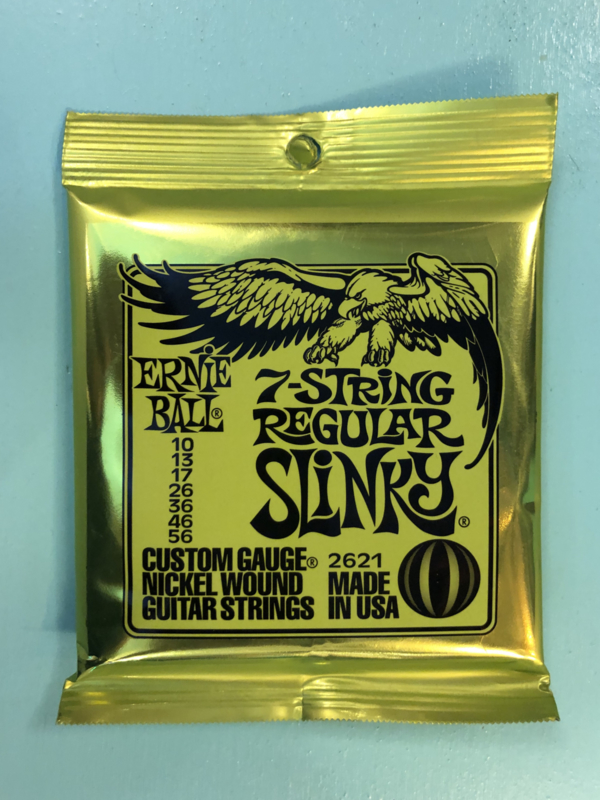 ERNIE
BALL®
7-STRING
REGULAR
SLINKY®
10
13
17
26
36
46
56
CUSTOM GAUGE®
NICKEL WOUND
GUITAR STRINGS
2621
MADE
IN USA